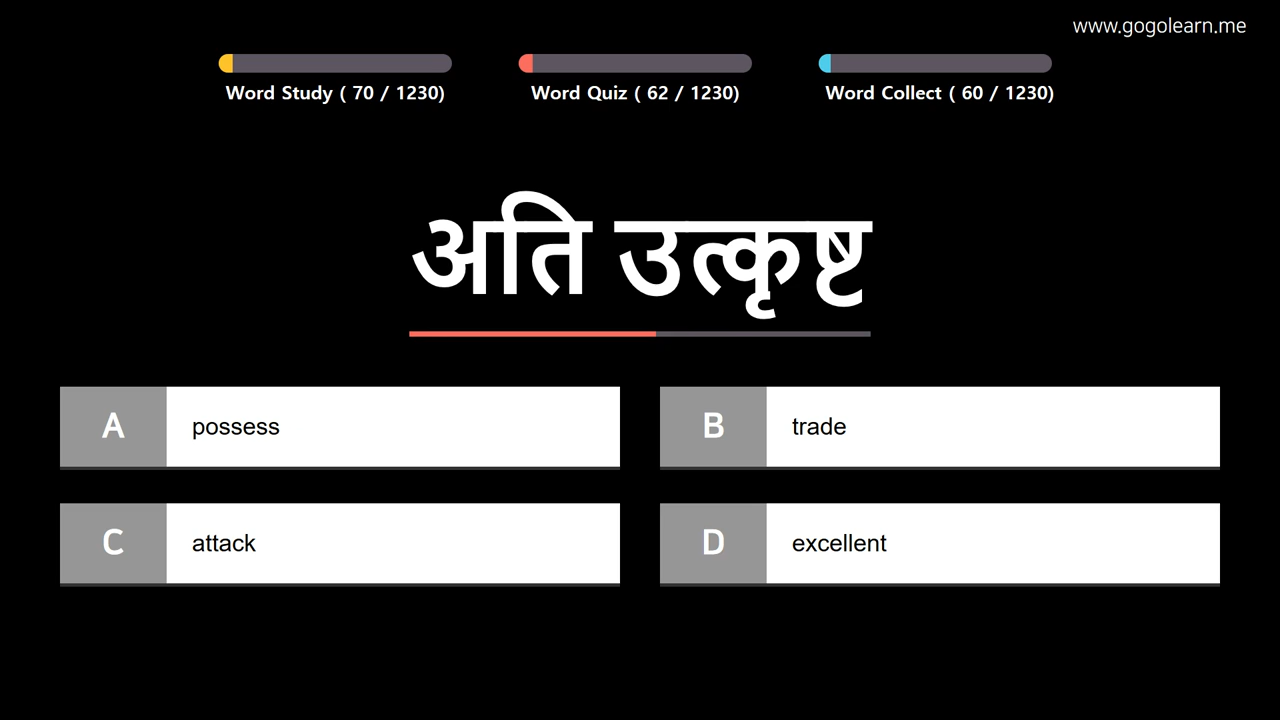 www.gogolearn.me
Word Study ( 70 / 1230)
Word Quiz ( 62 / 1230)
Word Collect ( 60 / 1230)
अति उत्कृष्ट
A possess
B trade
C attack
D excellent